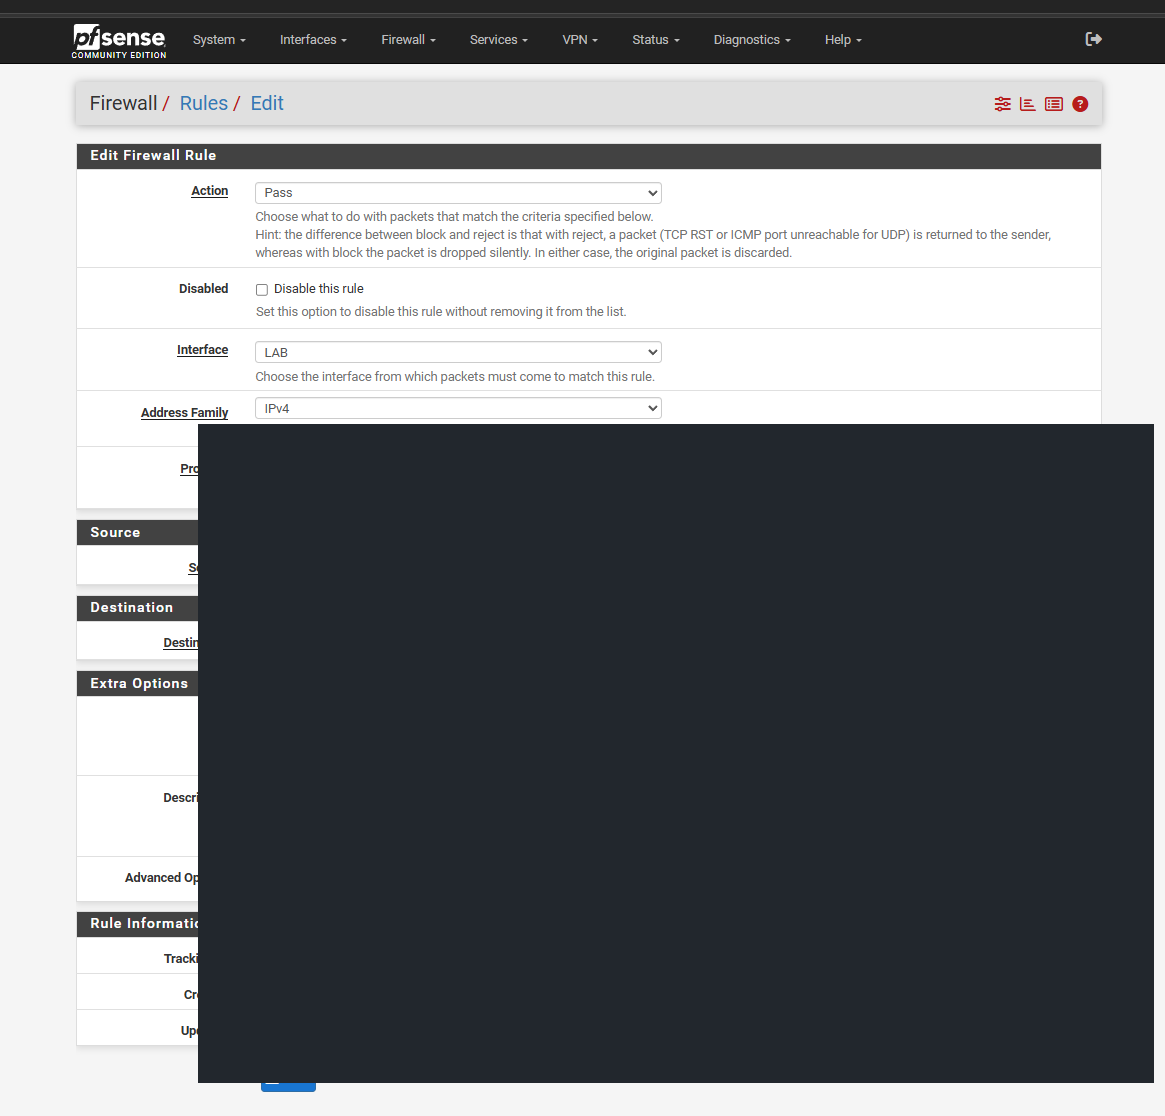 pfsense
COMMUNITY EDITION
System Interfaces Firewall Services VPN Status Diagnostics Help
Firewall / Rules / Edit
Edit Firewall Rule
Action Pass
Choose what to do with packets that match the criteria specified below.
Hint: the difference between block and reject is that with reject, a packet (TCP RST or ICMP port unreachable for UDP) is returned to the sender,
whereas with block the packet is dropped silently. In either case, the original packet is discarded.
Disabled Disable this rule
Set this option to disable this rule without removing it from the list.
Interface LAB
Choose the interface from which packets must come to match this rule.
Address Family IPv4
Source
Destination
Extra Options
Advanced
Rule